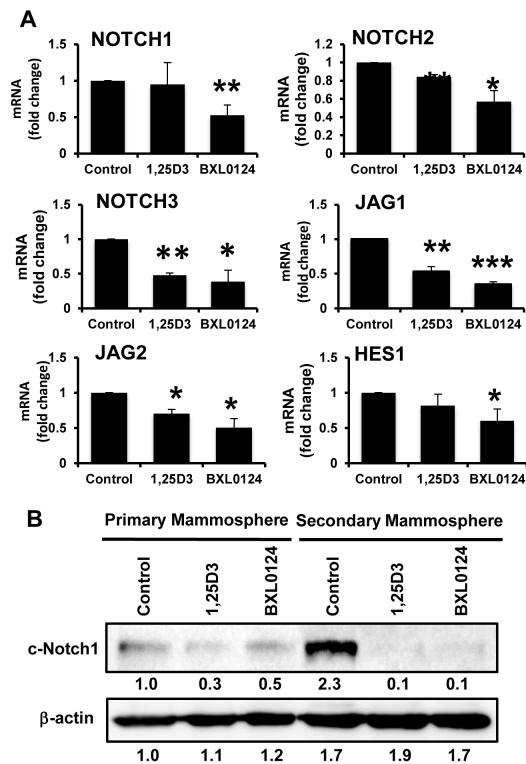 A
NOTCH1
mRNA
(fold change)
1.5
1
0.5
0
**
Control 1,25D3 BXL0124
NOTCH2
mRNA
(fold change)
1.2
1
0.8
0.6
0.4
0.2
0
**
*
Control 1,25D3 BXL0124
NOTCH3
mRNA
(fold change)
1.5
1
0.5
0
** *
Control 1,25D3 BXL0124
JAG1
mRNA
(fold change)
1.5
1
0.5
0
** ***
Control 1,25D3 BXL0124
JAG2
mRNA
(fold change)
1.5
1
0.5
0
* *
Control 1,25D3 BXL0124
HES1
mRNA
(fold change)
1.5
1
0.5
0
*
Control 1,25D3 BXL0124
B
Primary Mammosphere Secondary Mammosphere
Control 1,25D3 BXL0124 Control 1,25D3 BXL0124
c-Notch1
1.0 0.3 0.5 2.3 0.1 0.1
β-actin
1.0 1.1 1.2 1.7 1.9 1.7